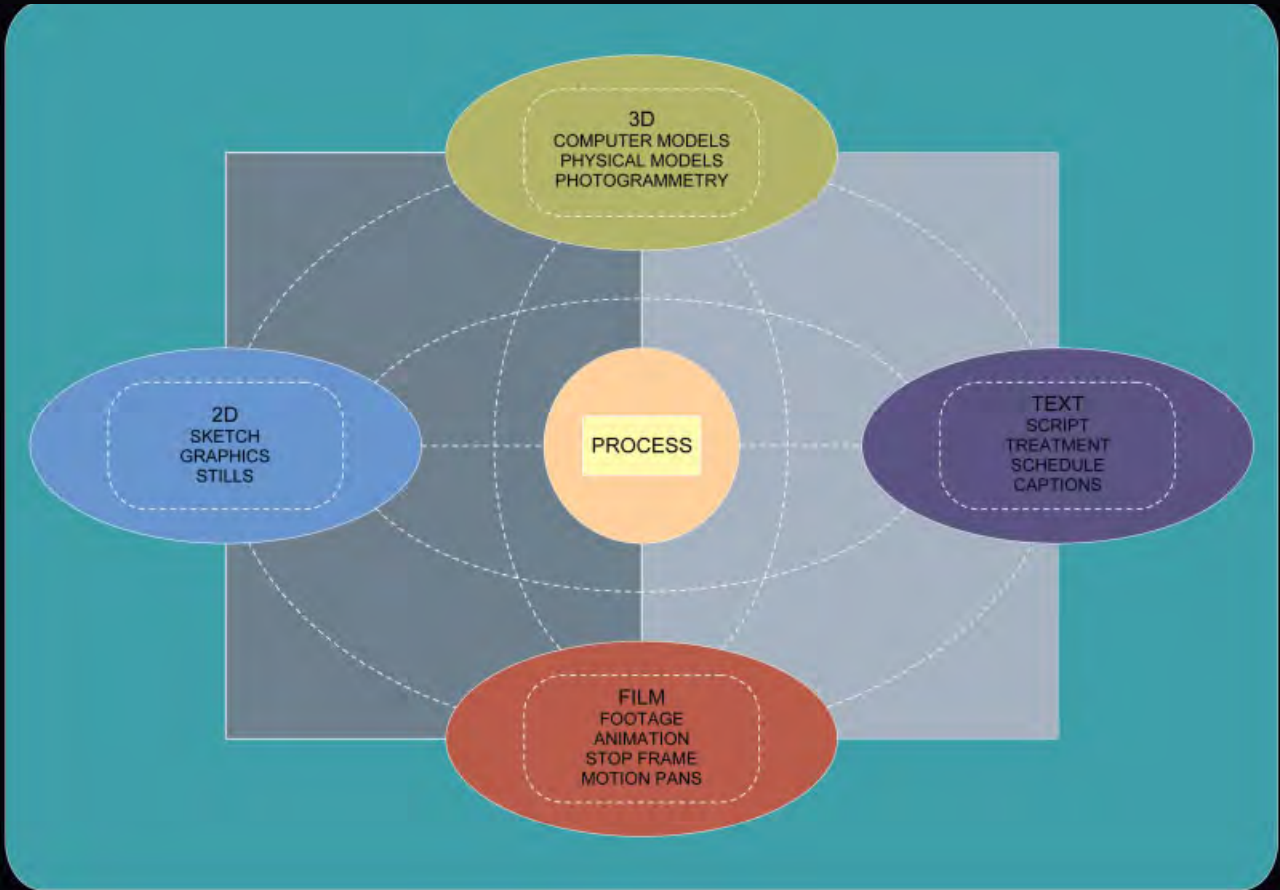 3D
COMPUTER MODELS
PHYSICAL MODELS
PHOTOGRAMMETRY
2D
SKETCH
GRAPHICS
STILLS
PROCESS
TEXT
SCRIPT
TREATMENT
SCHEDULE
CAPTIONS
FILM
FOOTAGE
ANIMATION
STOP FRAME
MOTION PANS